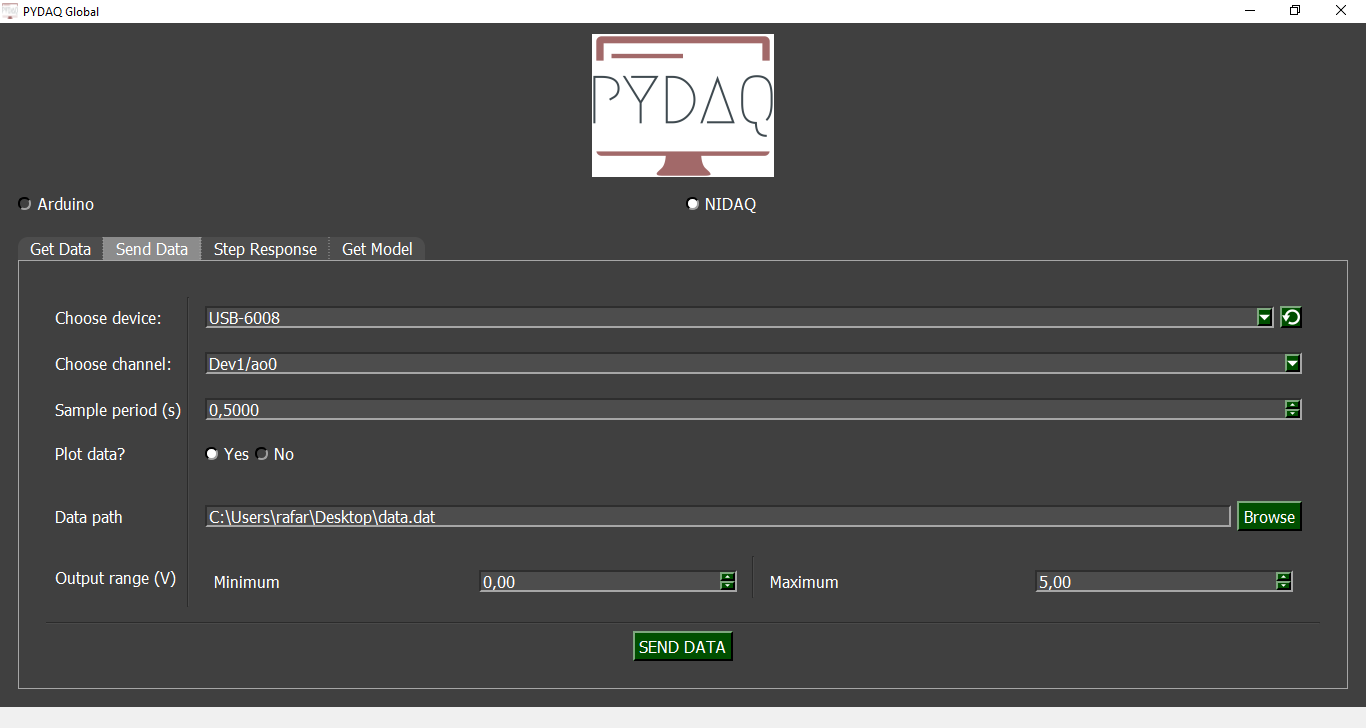 PYDAQ Global
PYDAQ
Arduino NIDAQ
Get Data Send Data Step Response Get Model
Choose device: USB-6008
Choose channel: Dev1/ao0
Sample period (s) 0,5000
Plot data? Yes No
Data path C:\Users\rafar\Desktop\data.dat Browse
Output range (V) Minimum 0,00 Maximum 5,00
SEND DATA